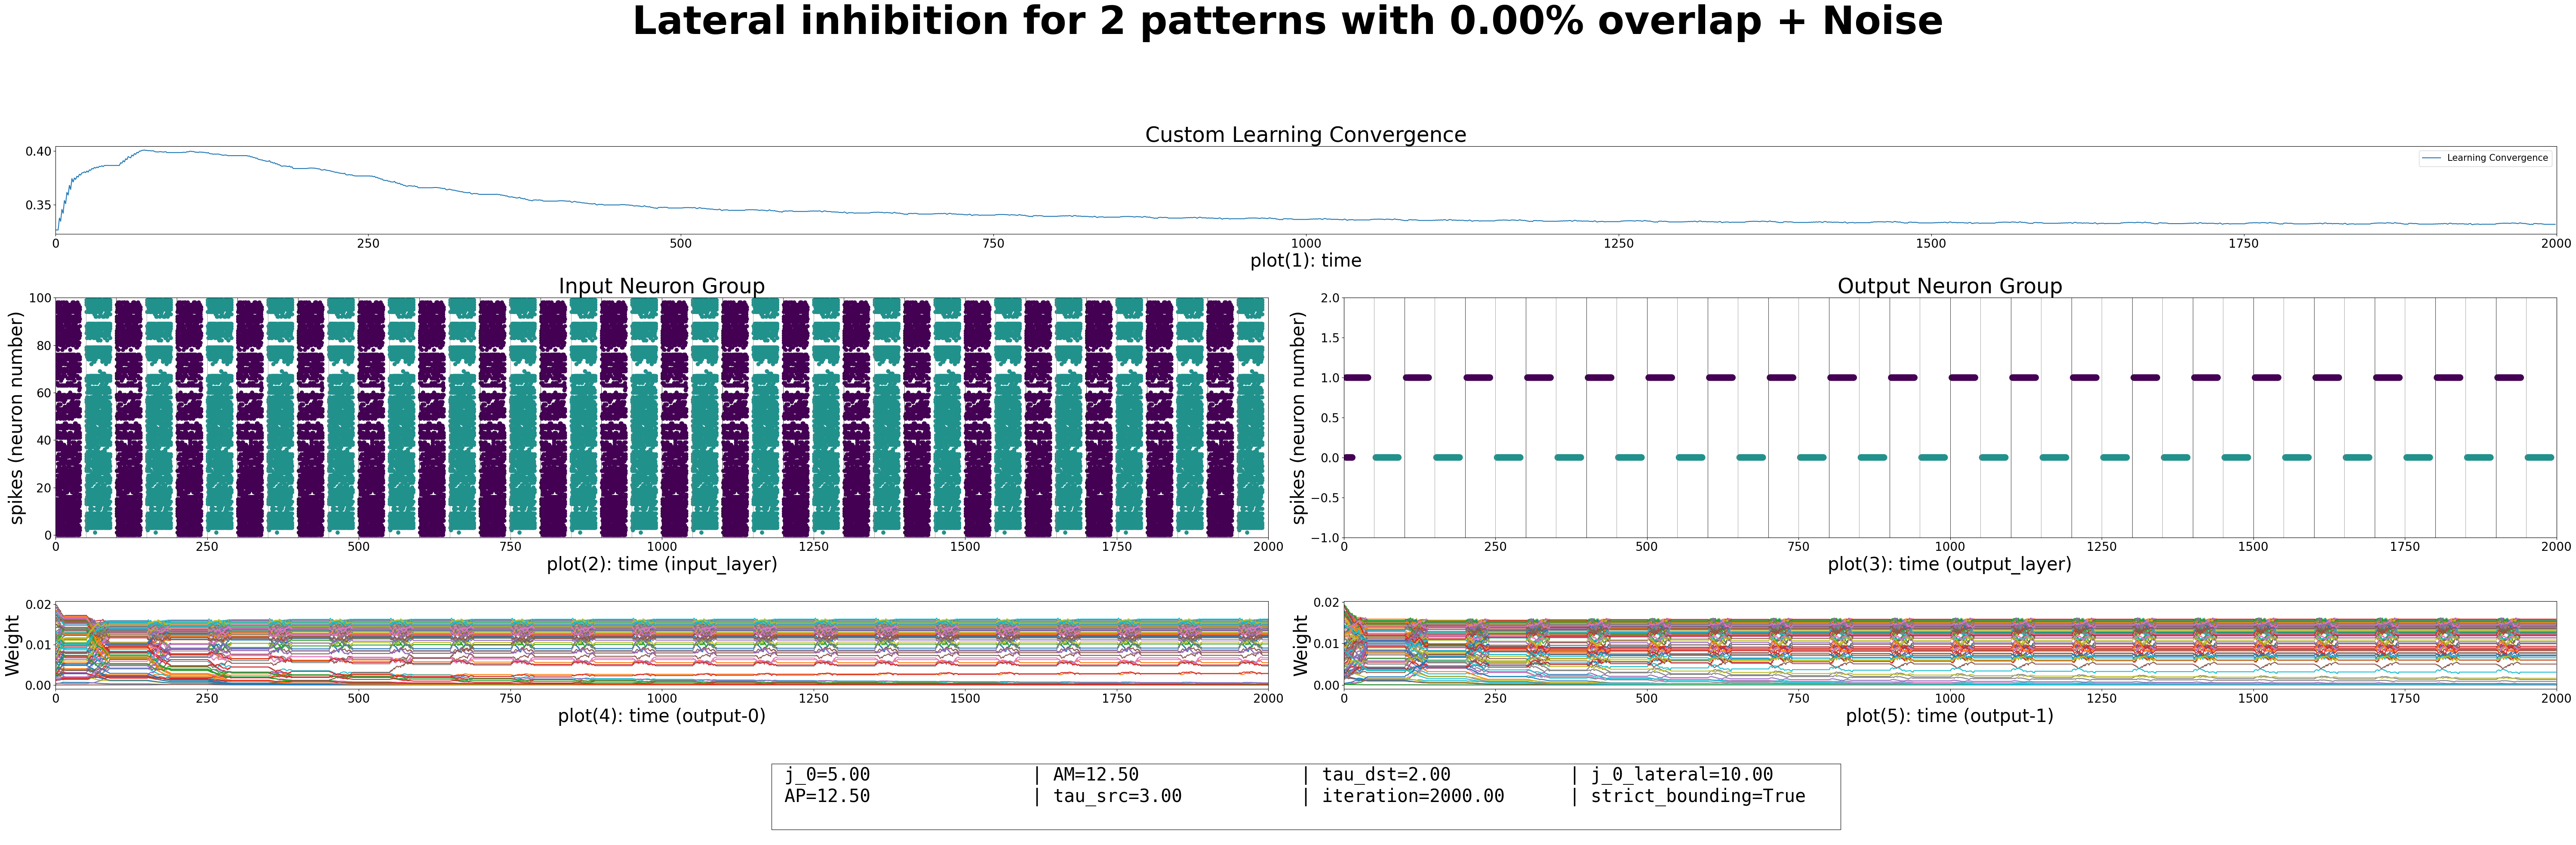 Lateral inhibition for 2 patterns with 0.00% overlap + Noise
Custom Learning Convergence
0.40
0.35
Learning Convergence
0 250 500 750 1000 1250 1500 1750 2000
plot(1): time
Input Neuron Group
spikes (neuron number)
100
80
60
40
20
0
0 250 500 750 1000 1250 1500 1750 2000
plot(2): time (input_layer)
Output Neuron Group
spikes (neuron number)
2.0
1.5
1.0
0.5
0.0
−0.5
−1.0
0 250 500 750 1000 1250 1500 1750 2000
plot(3): time (output_layer)
Weight
0.02
0.01
0.00
0 250 500 750 1000 1250 1500 1750 2000
plot(4): time (output-0)
Weight
0.02
0.01
0.00
0 250 500 750 1000 1250 1500 1750 2000
plot(5): time (output-1)
j_0=5.00 | AM=12.50 | tau_dst=2.00 | j_0_lateral=10.00
AP=12.50 | tau_src=3.00 | iteration=2000.00 | strict_bounding=True